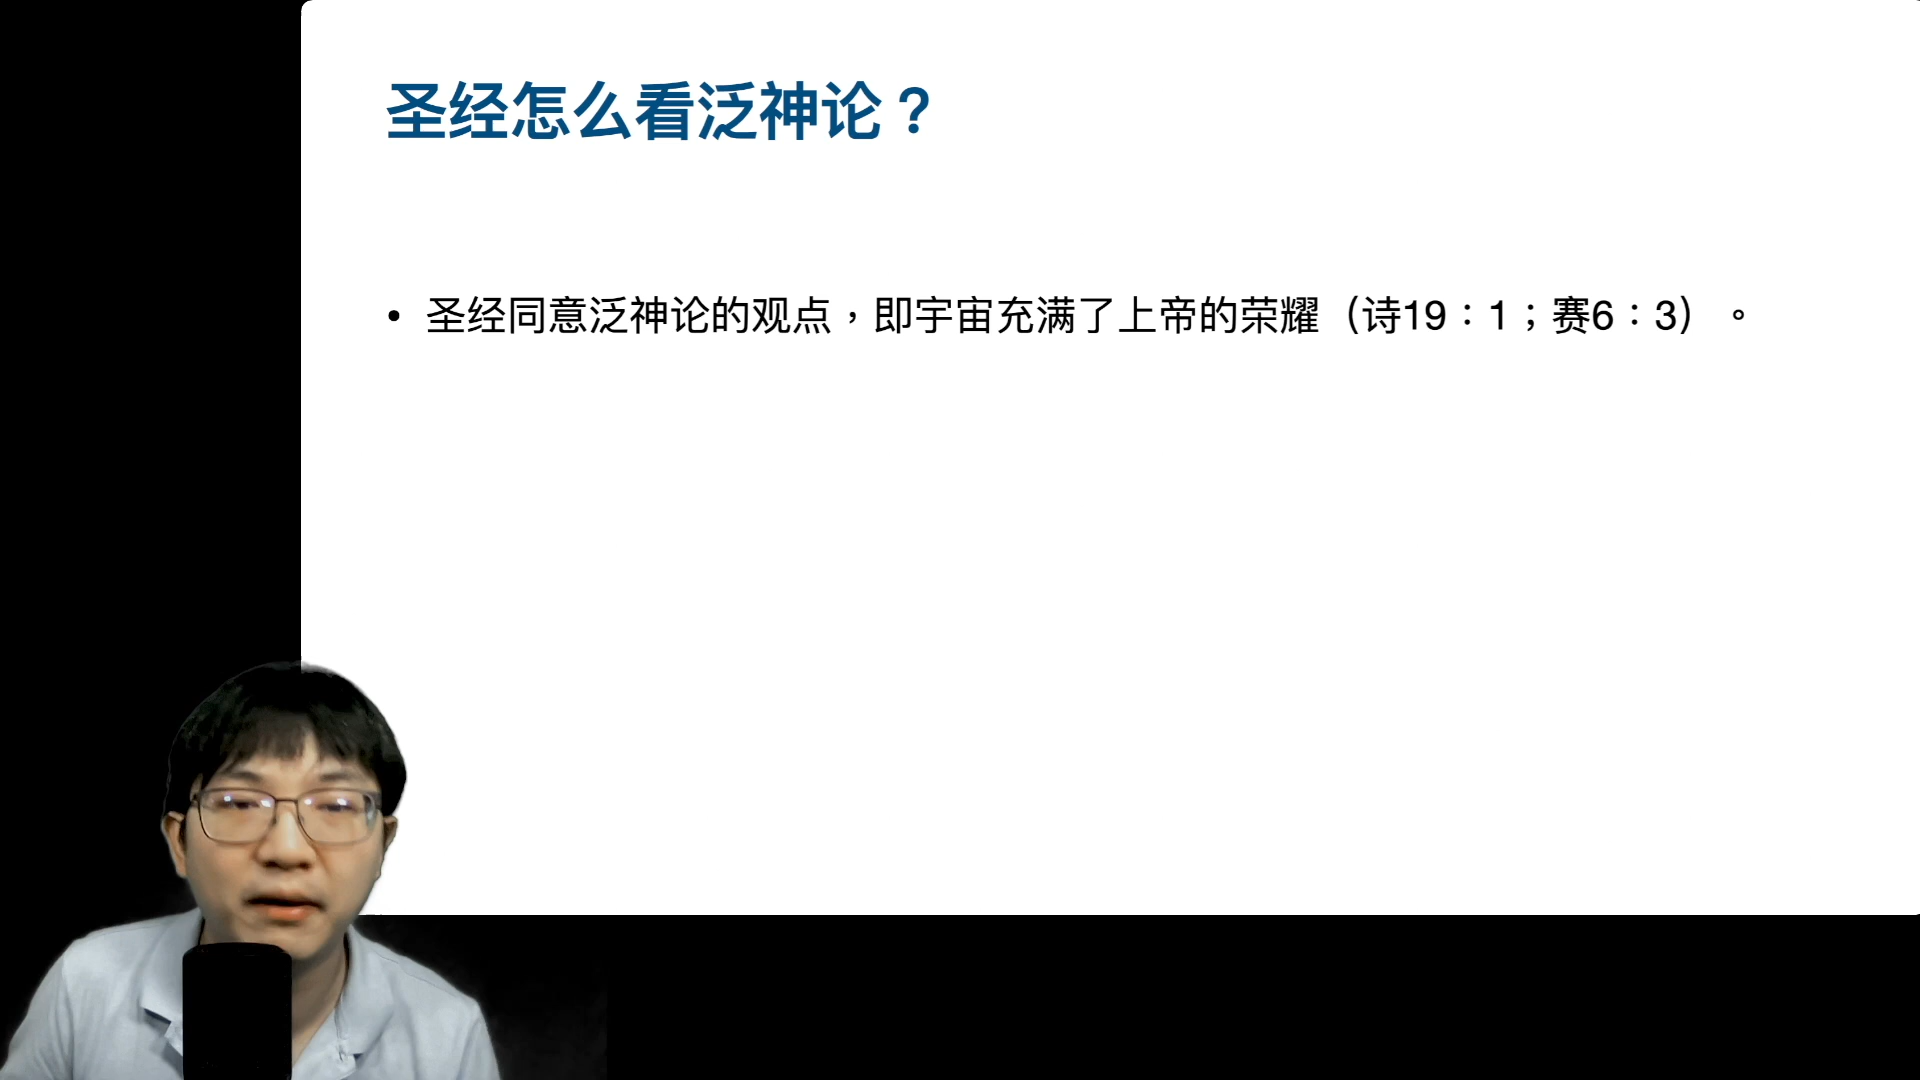 圣经怎么看泛神论？
• 圣经同意泛神论的观点，即宇宙充满了上帝的荣耀（诗19：1；赛6：3）。